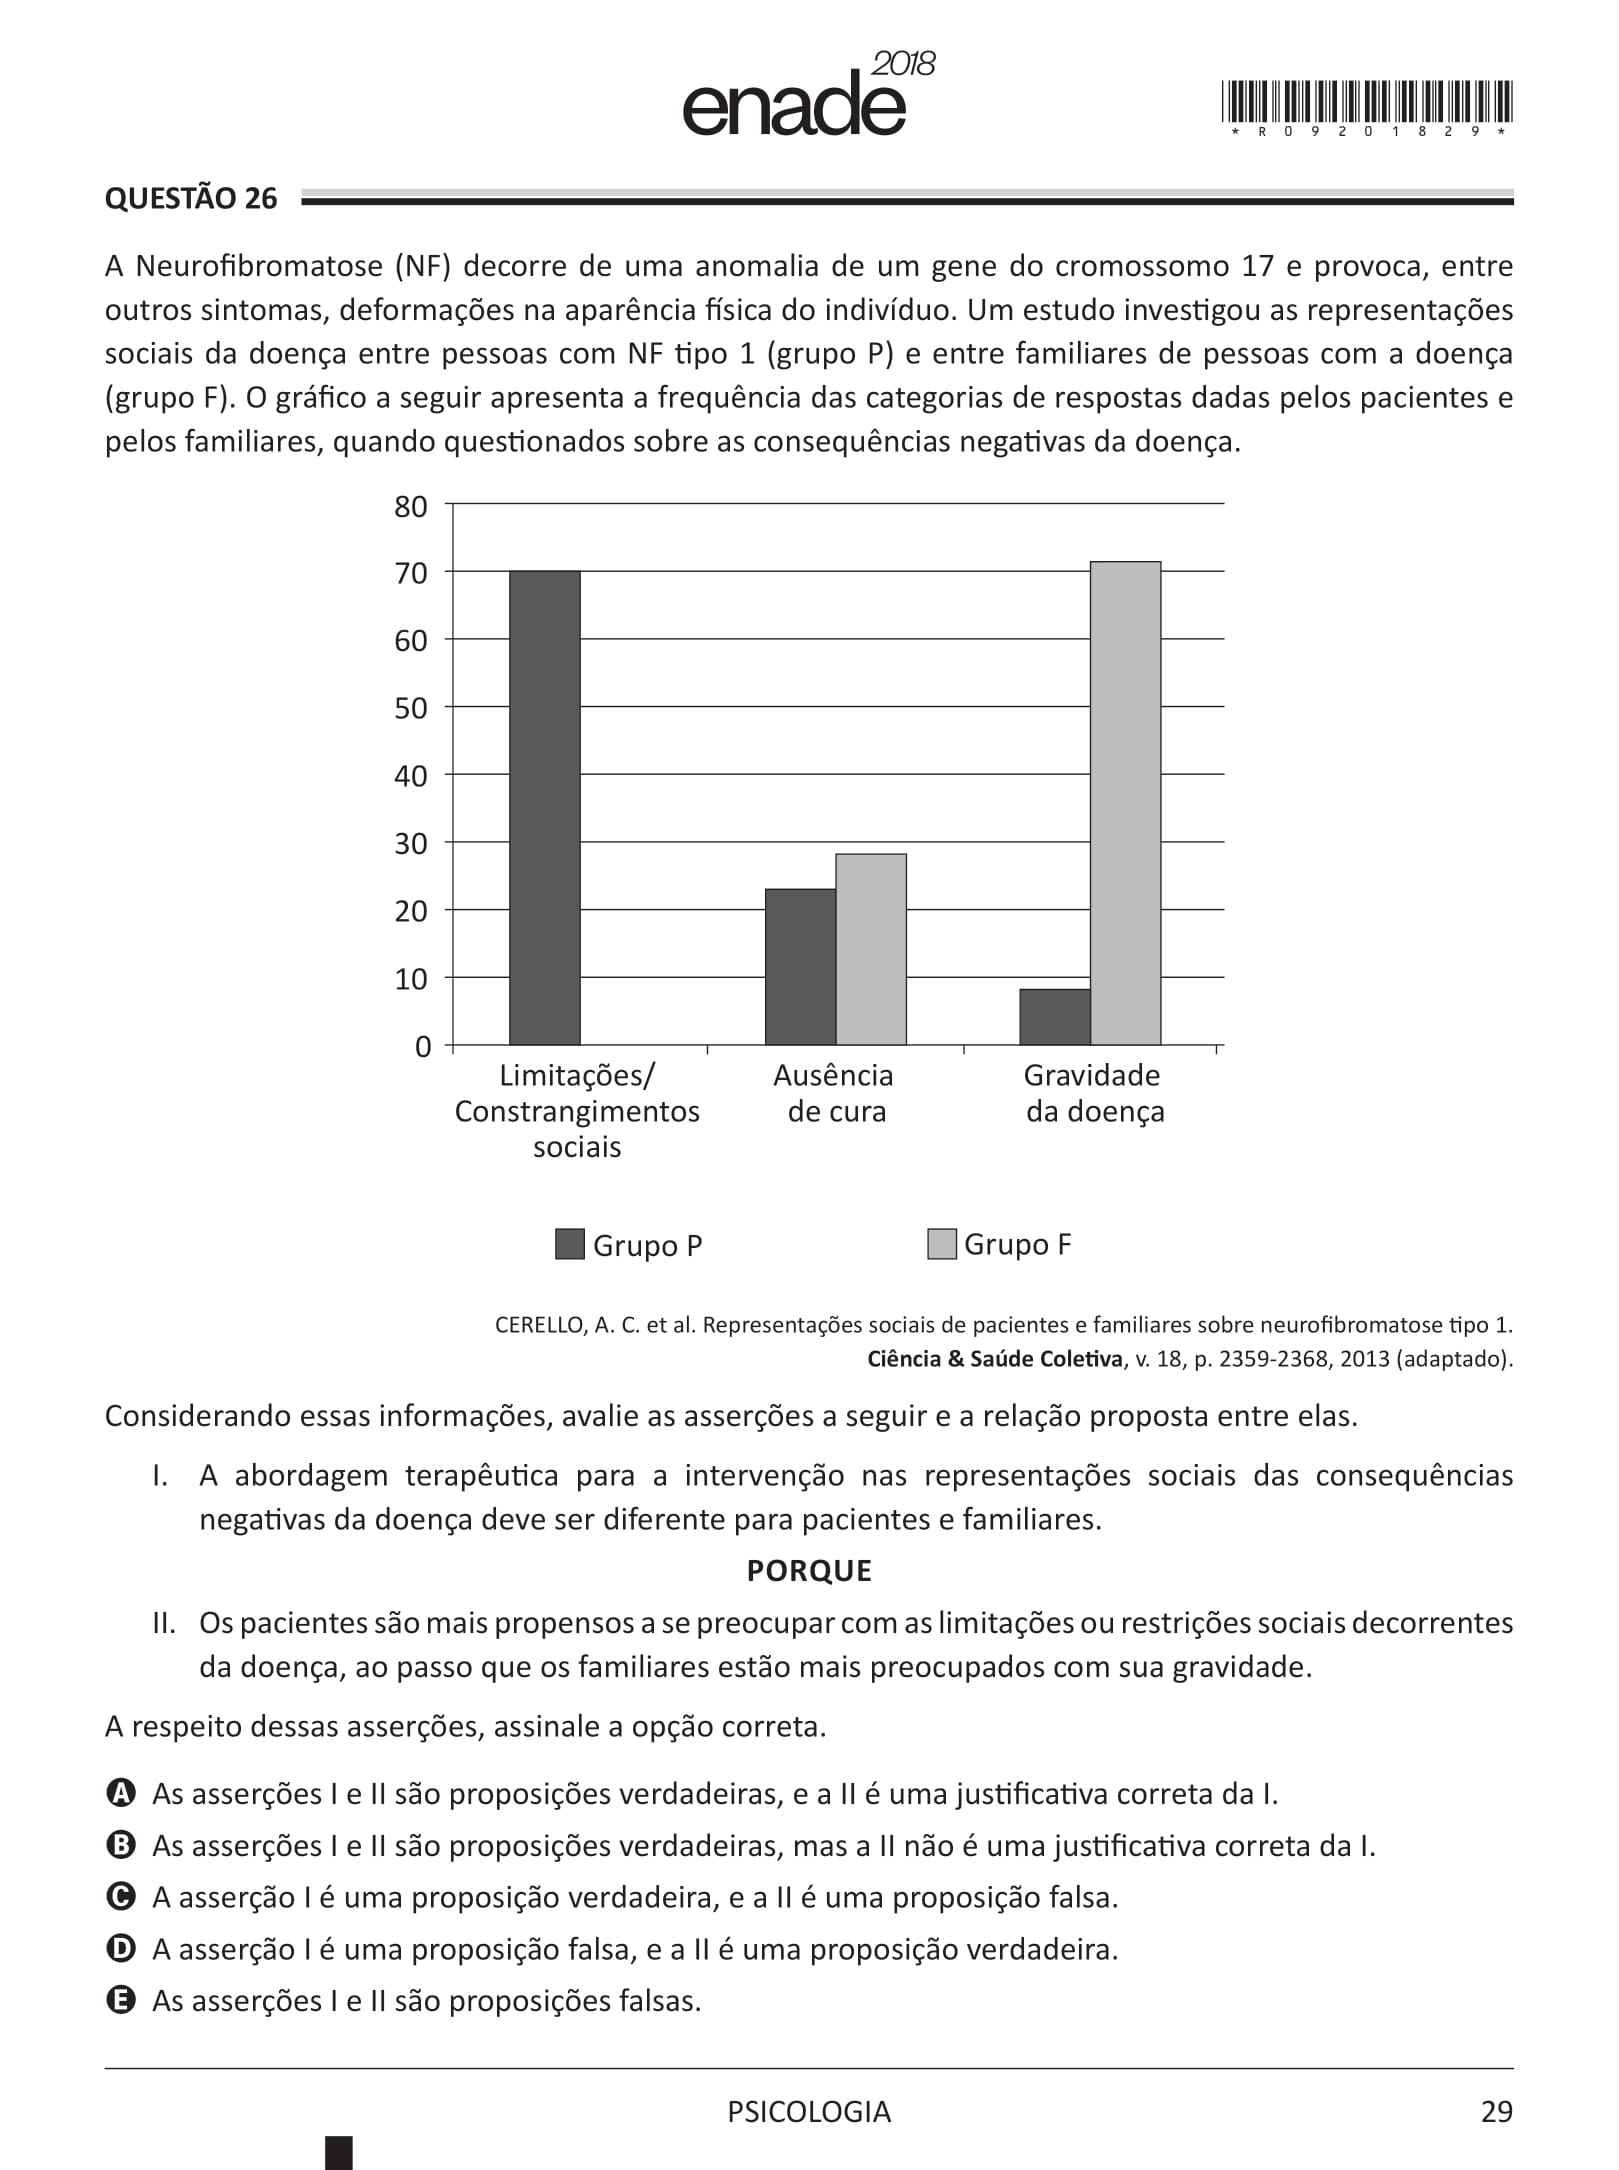 enade 2018
* R 0 9 2 0 1 8 2 9 *
QUESTÃO 26
A Neurofibromatose (NF) decorre de uma anomalia de um gene do cromossomo 17 e provoca, entre
outros sintomas, deformações na aparência física do indivíduo. Um estudo investigou as representações
sociais da doença entre pessoas com NF tipo 1 (grupo P) e entre familiares de pessoas com a doença
(grupo F). O gráfico a seguir apresenta a frequência das categorias de respostas dadas pelos pacientes e
pelos familiares, quando questionados sobre as consequências negativas da doença.
80
70
60
50
40
30
20
10
0
Limitações/
Constrangimentos
sociais
Ausência
de cura
Gravidade
da doença
Grupo P
Grupo F
CERELLO, A. C. et al. Representações sociais de pacientes e familiares sobre neurofibromatose tipo 1.
Ciência & Saúde Coletiva, v. 18, p. 2359-2368, 2013 (adaptado).
Considerando essas informações, avalie as asserções a seguir e a relação proposta entre elas.
I. A abordagem terapêutica para a intervenção nas representações sociais das consequências
negativas da doença deve ser diferente para pacientes e familiares.
PORQUE
II. Os pacientes são mais propensos a se preocupar com as limitações ou restrições sociais decorrentes
da doença, ao passo que os familiares estão mais preocupados com sua gravidade.
A respeito dessas asserções, assinale a opção correta.
A As asserções I e II são proposições verdadeiras, e a II é uma justificativa correta da I.
B As asserções I e II são proposições verdadeiras, mas a II não é uma justificativa correta da I.
C A asserção I é uma proposição verdadeira, e a II é uma proposição falsa.
D A asserção I é uma proposição falsa, e a II é uma proposição verdadeira.
E As asserções I e II são proposições falsas.
PSICOLOGIA
29